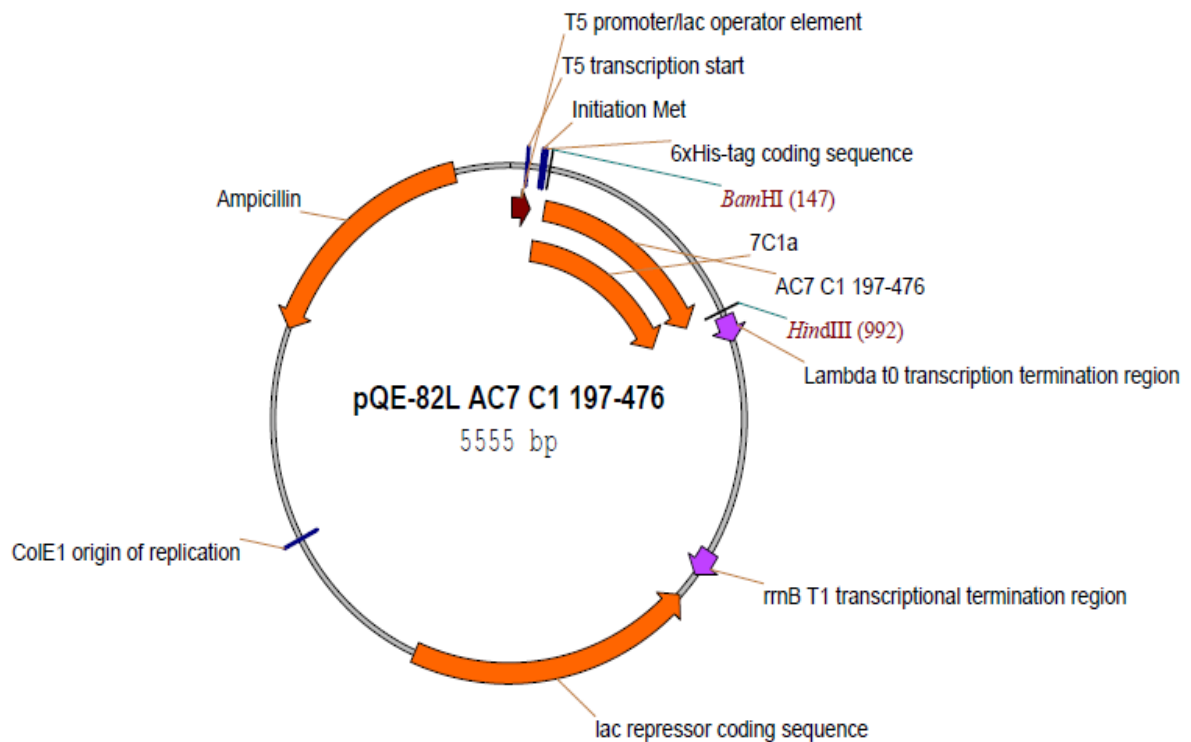 T5 promoter/lac operator element
T5 transcription start
Initiation Met
6xHis-tag coding sequence
BamHI (147)
Ampicillin
7C1a
AC7 C1 197-476
HindIII (992)
Lambda t0 transcription termination region
pQE-82L AC7 C1 197-476
5555 bp
ColE1 origin of replication
rrnB T1 transcriptional termination region
lac repressor coding sequence